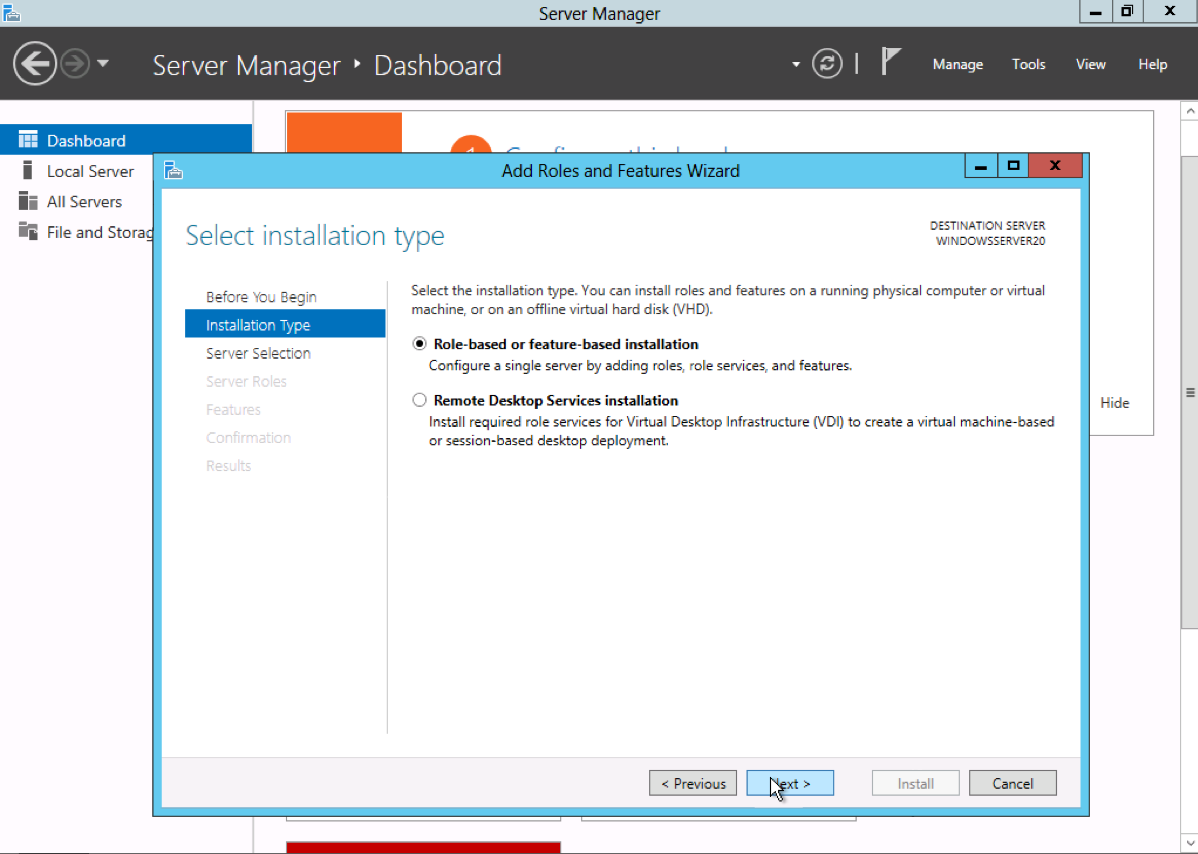 Server Manager
Server Manager ‣ Dashboard
Manage
Tools
View
Help
Dashboard
Local Server
All Servers
File and Storag
Add Roles and Features Wizard
Select installation type
DESTINATION SERVER
WINDOWSSERVER20
Before You Begin
Installation Type
Server Selection
Server Roles
Features
Confirmation
Results
Select the installation type. You can install roles and features on a running physical computer or virtual
machine, or on an offline virtual hard disk (VHD).
Role-based or feature-based installation
Configure a single server by adding roles, role services, and features.
Remote Desktop Services installation
Install required role services for Virtual Desktop Infrastructure (VDI) to create a virtual machine-based
or session-based desktop deployment.
Hide
< Previous
Next >
Install
Cancel